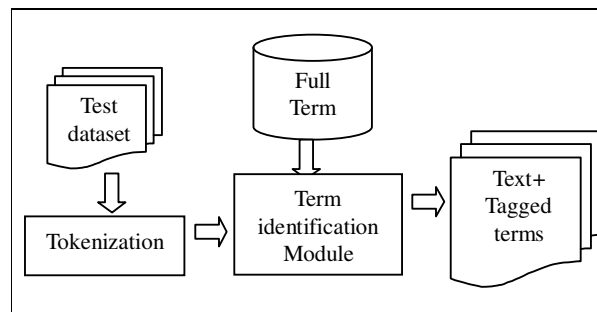 Test
dataset
Full
Term
Tokenization
Term
identification
Module
Text+
Tagged
terms